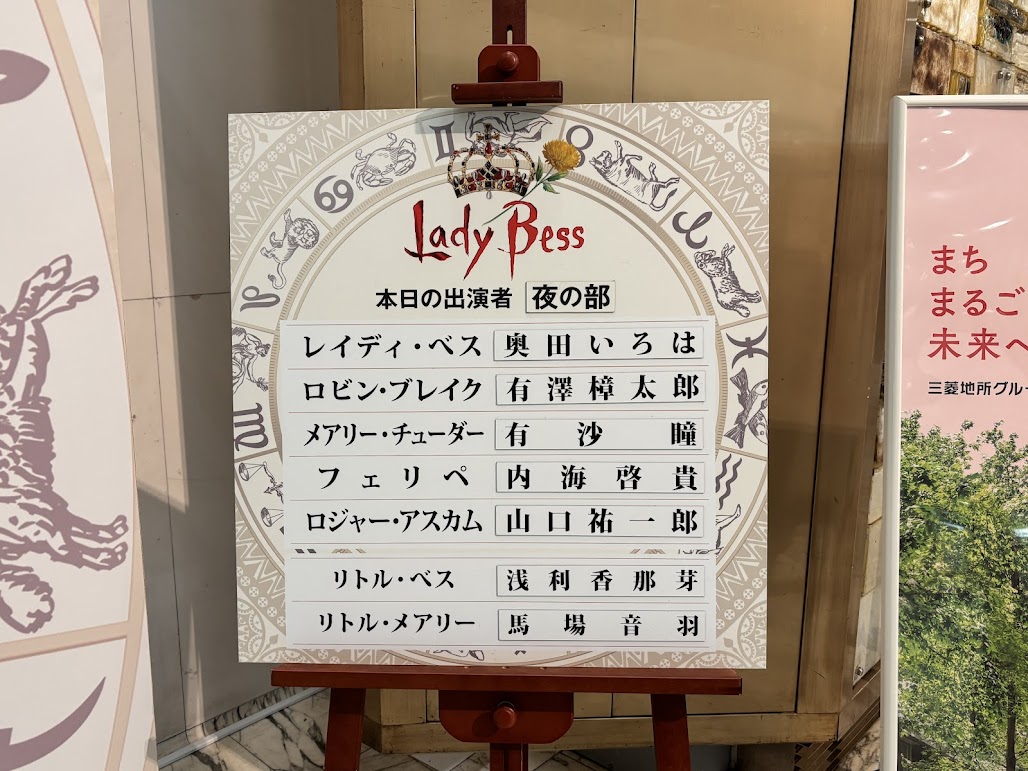 Lady Bess
本日の出演者 夜の部
レイディ・ベス 奥田いろは
ロビン・ブレイク 有澤樟太郎
メアリー・チューダー 有沙瞳
フェリペ 内海啓貴
ロジャー・アスカム 山口祐一郎
リトル・ベス 浅利香那芽
リトル・メアリー 馬場音羽
まち
まるご
未来へ
三菱地所グルー